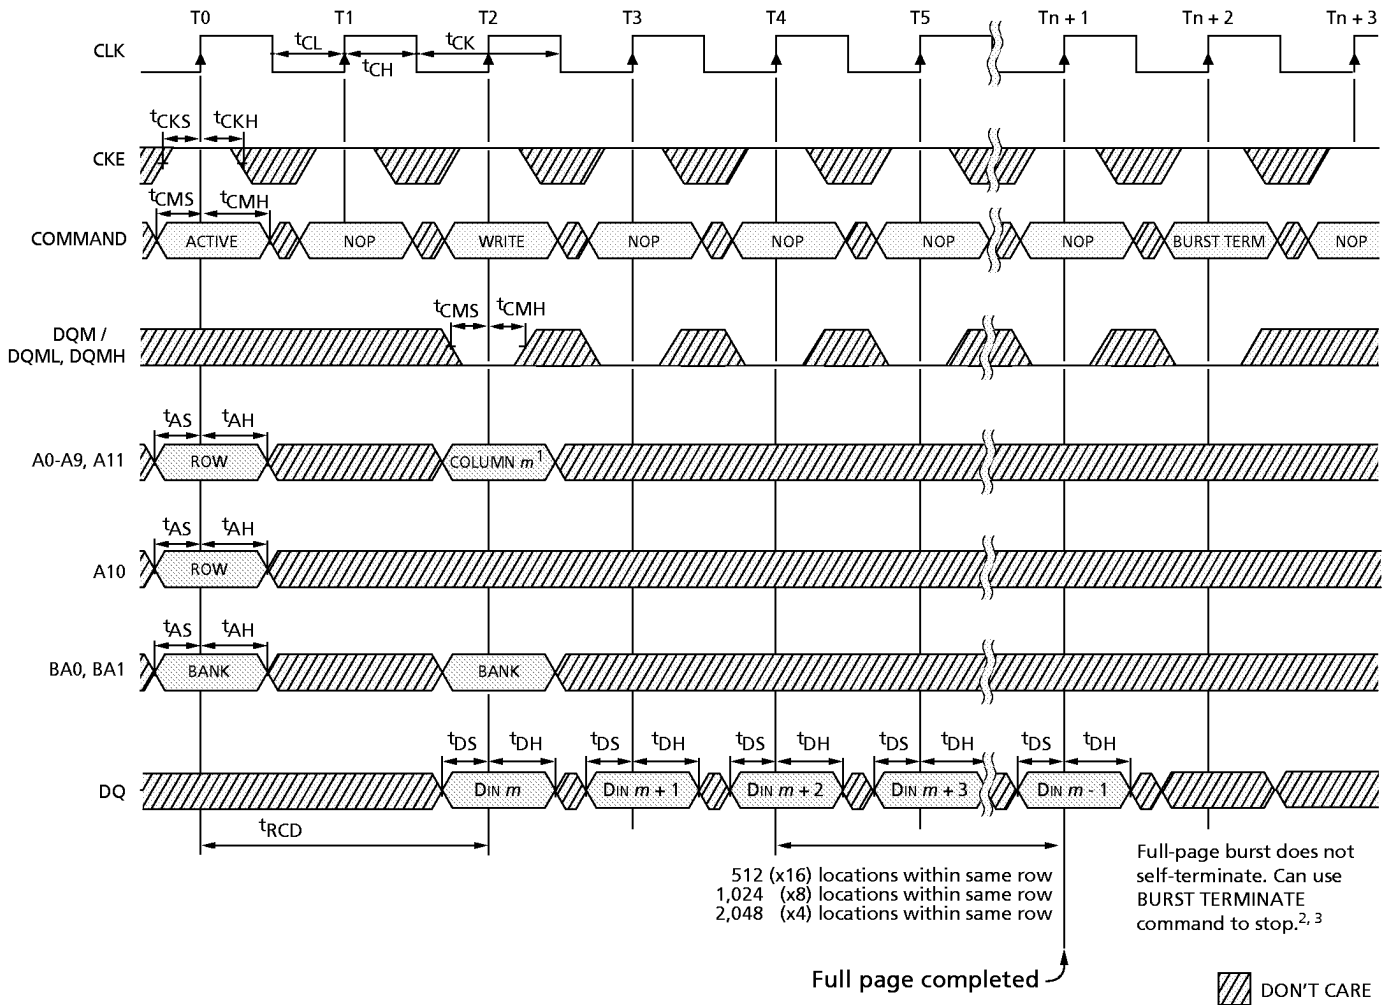 T0 T1 T2 T3 T4 T5 Tn + 1 Tn + 2 Tn + 3
CLK tCL tCH tCK
tCKS tCKH
CKE
tCMS tCMH
COMMAND ACTIVE NOP WRITE NOP NOP NOP NOP BURST TERM NOP
tCMS tCMH
DQM /
DQML, DQMH
tAS tAH
A0-A9, A11 ROW COLUMN m1
tAS tAH
A10 ROW
tAS tAH
BA0, BA1 BANK BANK
tDS tDH tDS tDH tDS tDH tDS tDH tDS tDH
DQ DIN m DIN m + 1 DIN m + 2 DIN m + 3 DIN m - 1
tRCD
512 (x16) locations within same row
1,024 (x8) locations within same row
2,048 (x4) locations within same row
Full-page burst does not
self-terminate. Can use
BURST TERMINATE
command to stop.2, 3
Full page completed
DON'T CARE